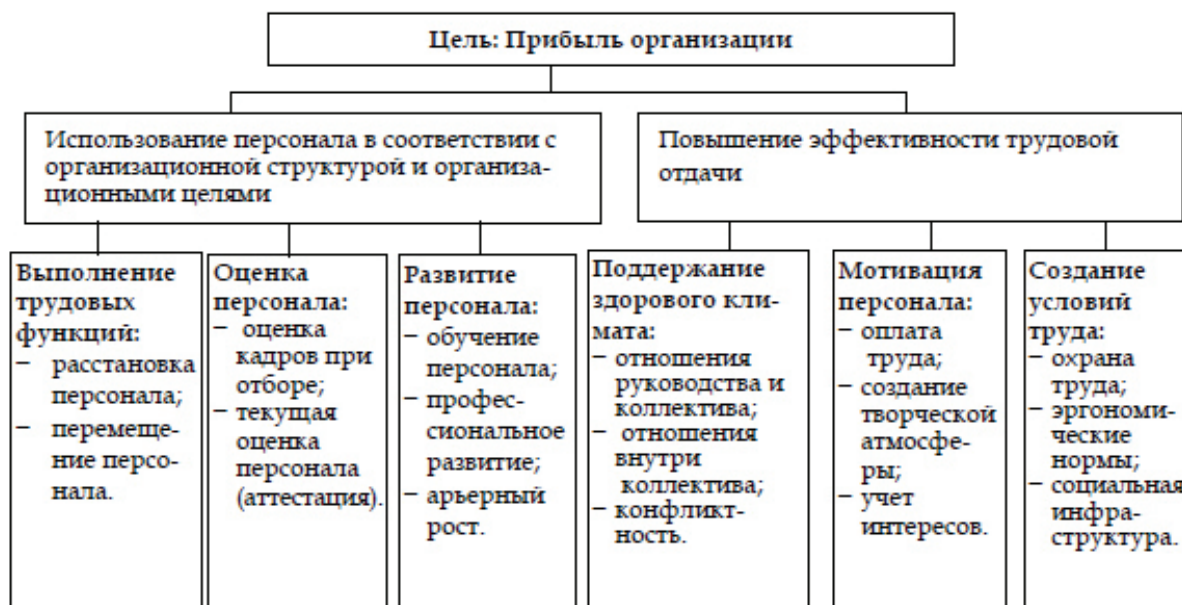 Цель: Прибыль организации
Использование персонала в соответствии с
организационной структурой и организа-
ционными целями
Повышение эффективности трудовой
отдачи
Выполнение
трудовых
функций:
− расстановка
персонала;
− перемеще-
ние персо-
нала.
Оценка
персонала:
− оценка
кадров при
отборе;
− текущая
оценка
персонала
(аттестация).
Развитие
персонала:
− обучение
персонала;
− профес-
сиональное
развитие;
− арьерный
рост.
Поддержание
здорового кли-
мата:
− отношения
руководства и
коллектива;
− отношения
внутри
коллектива;
− конфликт-
ность.
Мотивация
персонала:
− оплата
труда;
− создание
творческой
атмосфе-
ры;
− учет
интересов.
Создание
условий
труда:
− охрана
труда;
− эргономи-
ческие
нормы;
− социальная
инфра-
структура.